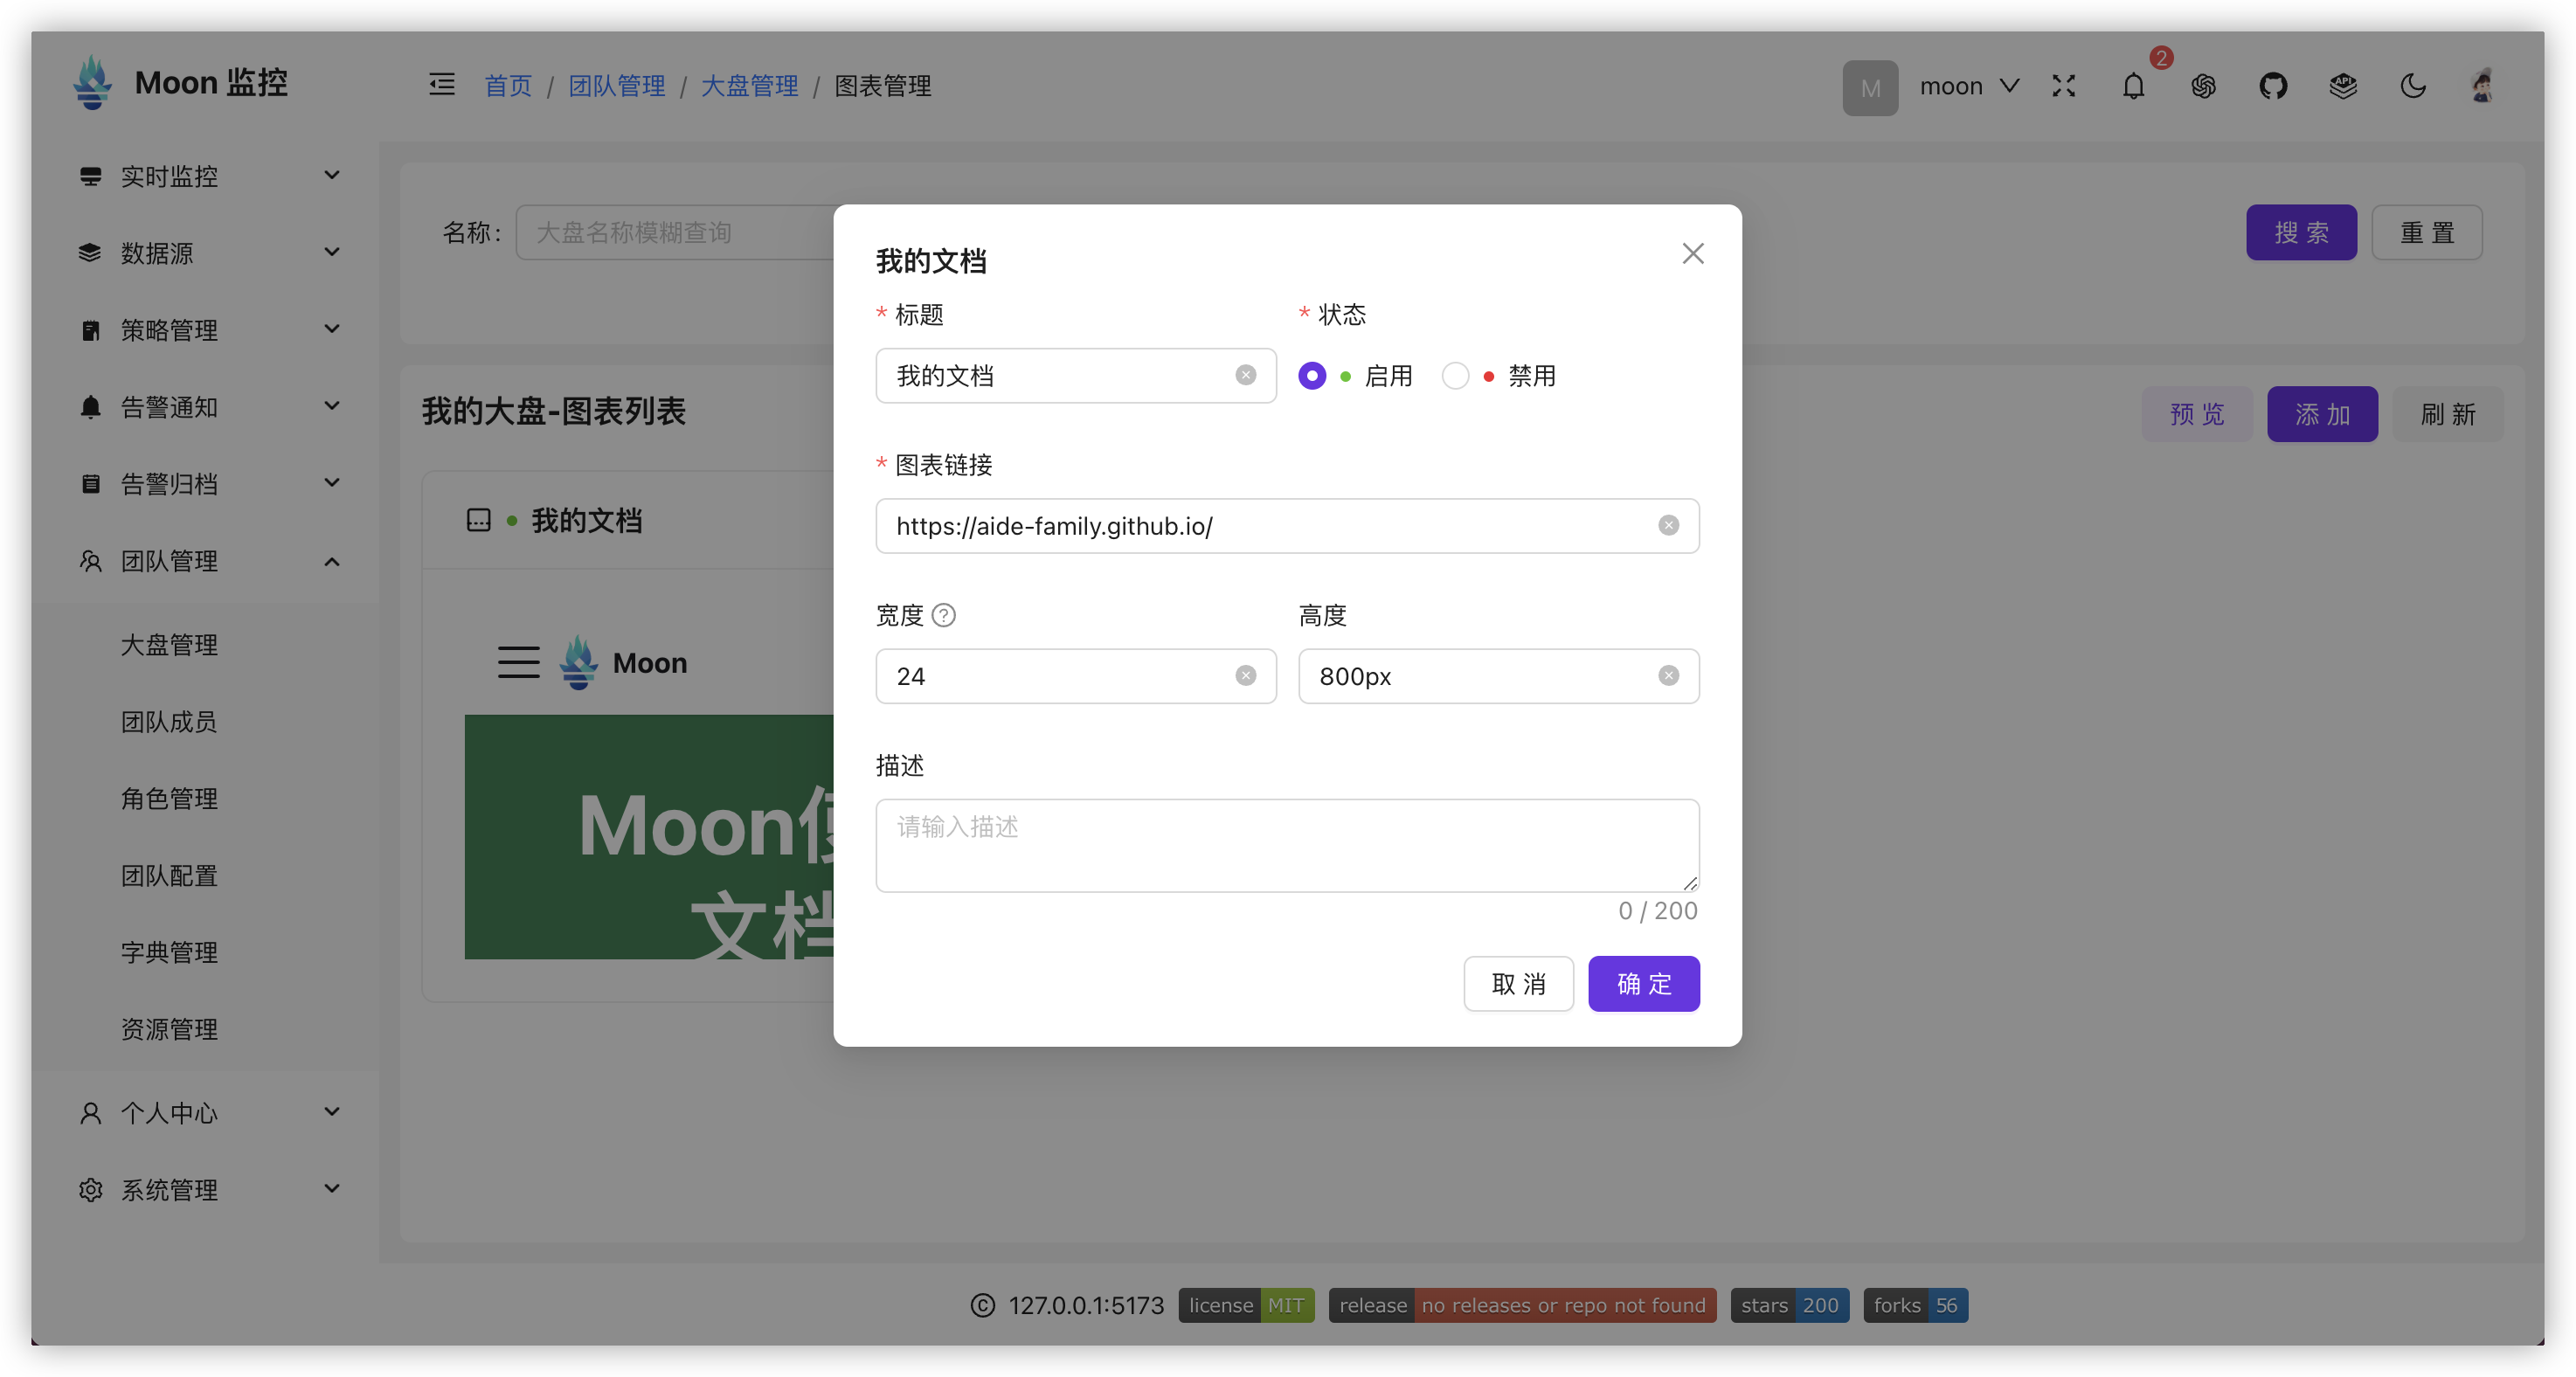 Moon 监控
首页 / 团队管理 / 大盘管理 / 图表管理
M moon
2
API
实时监控
数据源
策略管理
告警通知
告警归档
团队管理
大盘管理
团队成员
角色管理
团队配置
字典管理
资源管理
个人中心
系统管理
名称: 大盘名称模糊查询
搜 索 重 置
我的大盘-图表列表
预 览 添 加 刷 新
我的文档
Moon
Moon
文档
我的文档
* 标题 * 状态
我的文档 启用 禁用
* 图表链接
https://aide-family.github.io/
宽度 ? 高度
24 800px
描述
请输入描述
0 / 200
取 消 确 定
© 127.0.0.1:5173 license MIT release no releases or repo not found stars 200 forks 56